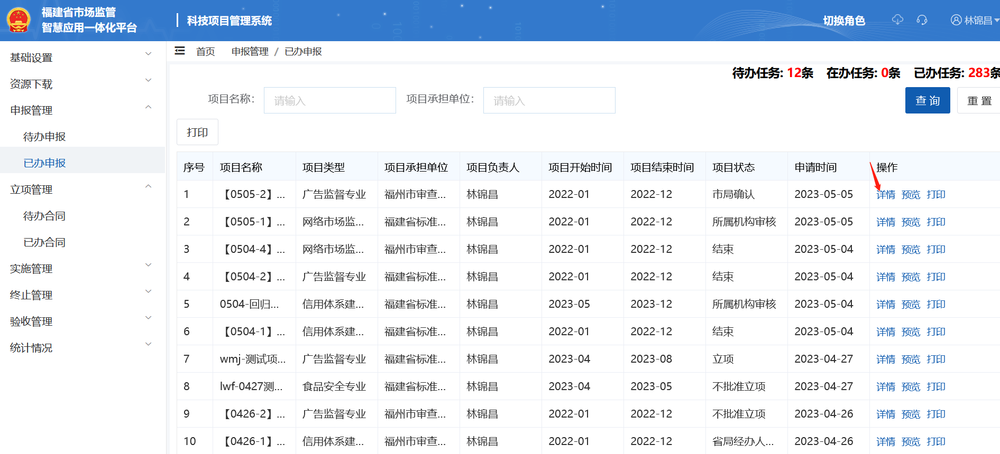 福建省市场监管
智慧应用一体化平台
科技项目管理系统
切换角色
林锦昌
基础设置
资源下载
申报管理
待办申报
已办申报
立项管理
待办合同
已办合同
实施管理
终止管理
验收管理
统计情况
首页 申报管理 / 已办申报
待办任务: 12条 在办任务: 0条 已办任务: 283条
项目名称: 请输入 项目承担单位: 请输入 查询 重置
打印
序号 项目名称 项目类型 项目承担单位 项目负责人 项目开始时间 项目结束时间 项目状态 申请时间 操作
1 【0505-2】... 广告监督专业 福州市审查... 林锦昌 2022-01 2022-12 市局确认 2023-05-05 详情 预览 打印
2 【0505-1】... 网络市场监... 福建省标准... 林锦昌 2022-01 2022-12 所属机构审核 2023-05-05 详情 预览 打印
3 【0504-4】... 网络市场监... 福州市审查... 林锦昌 2022-01 2022-12 结束 2023-05-04 详情 预览 打印
4 【0504-2】... 广告监督专业 福建省标准... 林锦昌 2022-01 2022-12 结束 2023-05-04 详情 预览 打印
5 0504-回归... 信用体系建... 福建省标准... 林锦昌 2023-05 2023-12 所属机构审核 2023-05-04 详情 预览 打印
6 【0504-1】... 信用体系建... 福建省标准... 林锦昌 2022-01 2022-12 结束 2023-05-04 详情 预览 打印
7 wmj-测试项... 广告监督专业 福建省标准... 林锦昌 2023-04 2023-08 立项 2023-04-27 详情 预览 打印
8 lwf-0427测... 食品安全专业 福建省标准... 林锦昌 2023-04 2023-05 不批准立项 2023-04-27 详情 预览 打印
9 【0426-2】... 广告监督专业 福州市审查... 林锦昌 2022-01 2022-12 不批准立项 2023-04-26 详情 预览 打印
10 【0426-1】... 信用体系建... 福州市审查... 林锦昌 2022-01 2022-12 省局经办人... 2023-04-26 详情 预览 打印